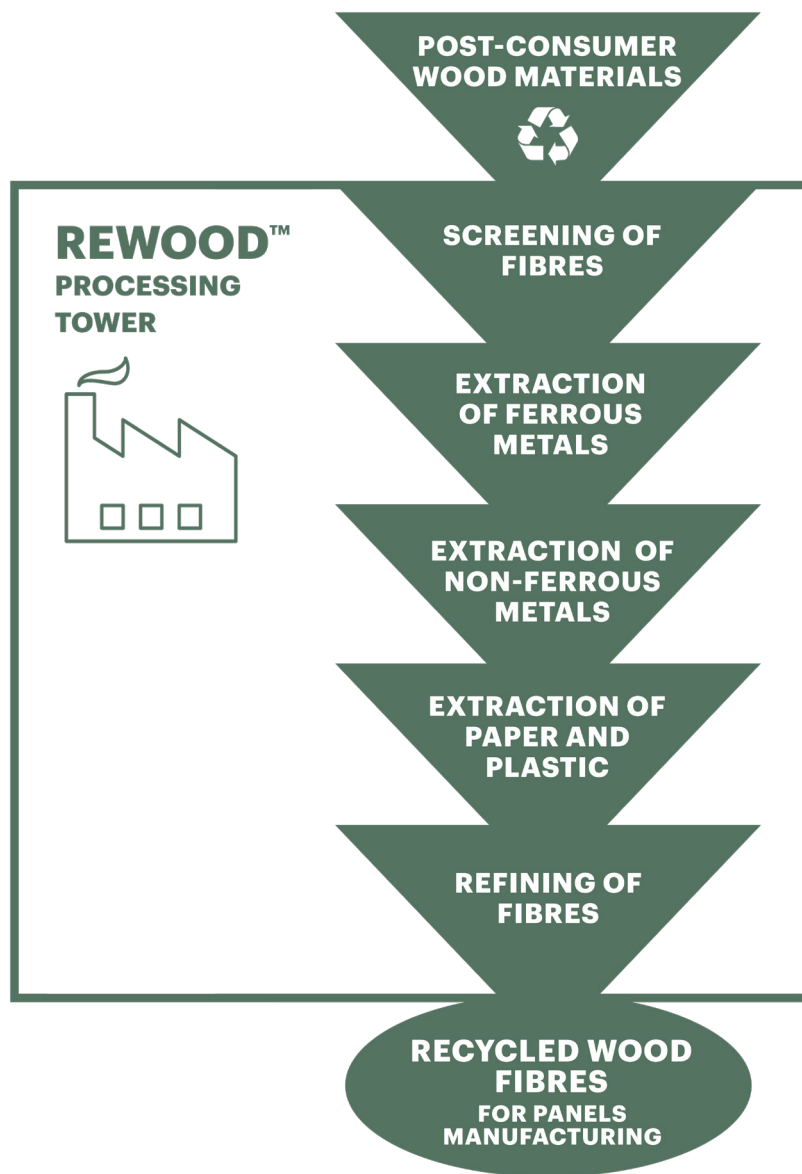 POST-CONSUMER
WOOD MATERIALS
REWOOD™
PROCESSING
TOWER
SCREENING OF
FIBRES
EXTRACTION
OF FERROUS
METALS
EXTRACTION OF
NON-FERROUS
METALS
EXTRACTION OF
PAPER AND
PLASTIC
REFINING OF
FIBRES
RECYCLED WOOD
FIBRES
FOR PANELS
MANUFACTURING